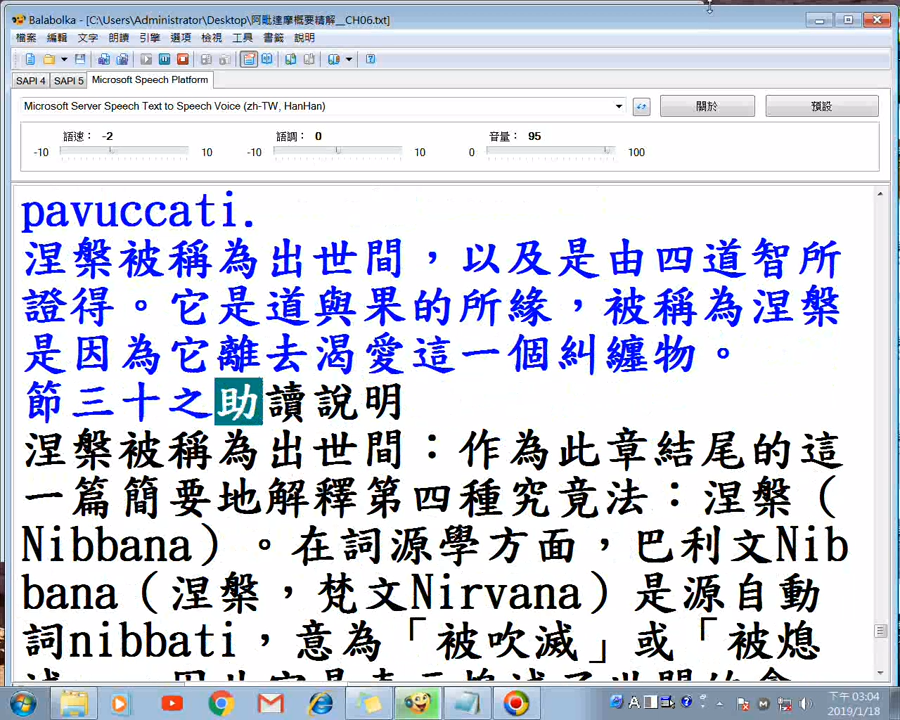 Balabolka - [C:\Users\Administrator\Desktop\阿毗達摩概要精解__CH06.txt]
檔案 編輯 文字 朗讀 引擎 選項 檢視 工具 書籤 說明
SAPI 4 SAPI 5 Microsoft Speech Platform
Microsoft Server Speech Text to Speech Voice (zh-TW, HanHan) 關於 預設
語速： -2 語調： 0 音量： 95
-10 10 -10 10 0 100
pavuccati.
涅槃被稱為出世間，以及是由四道智所
證得。它是道與果的所緣，被稱為涅槃
是因為它離去渴愛這一個糾纏物。
節三十之助讀說明
涅槃被稱為出世間：作為此章結尾的這
一篇簡要地解釋第四種究竟法：涅槃（
Nibbana）。在詞源學方面，巴利文Nib
bana（涅槃，梵文Nirvana）是源自動
詞nibbati，意為「被吹滅」或「被熄
下午 03:04
2019/1/18